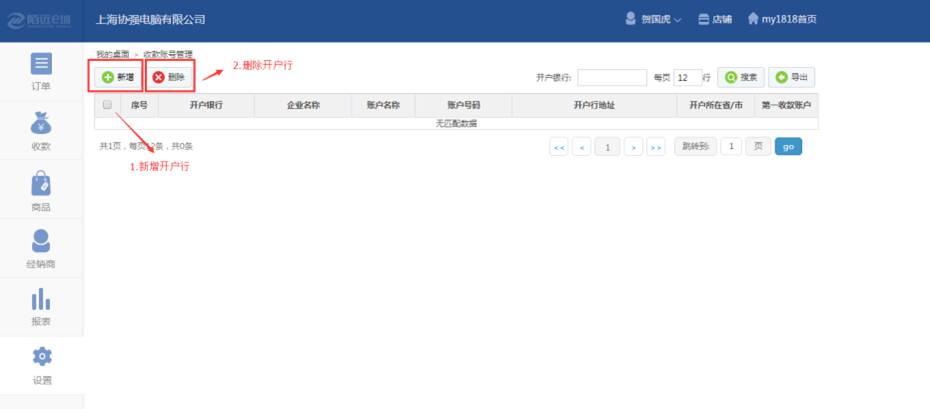 陌远e城 上海协强电脑有限公司 贺国虎 店铺 my1818首页
我的桌面 > 收款账号管理
新增 删除 2.删除开户行 开户银行: 每页 12 行 搜索 导出
序号 开户银行 企业名称 账户名称 账户号码 开户行地址 开户所在省/市 第一收款账户
无匹配数据
共1页，每页12条，共0条 << < 1 > >> 跳转到: 1 页 go
1.新增开户行
订单
收款
商品
经销商
报表
设置